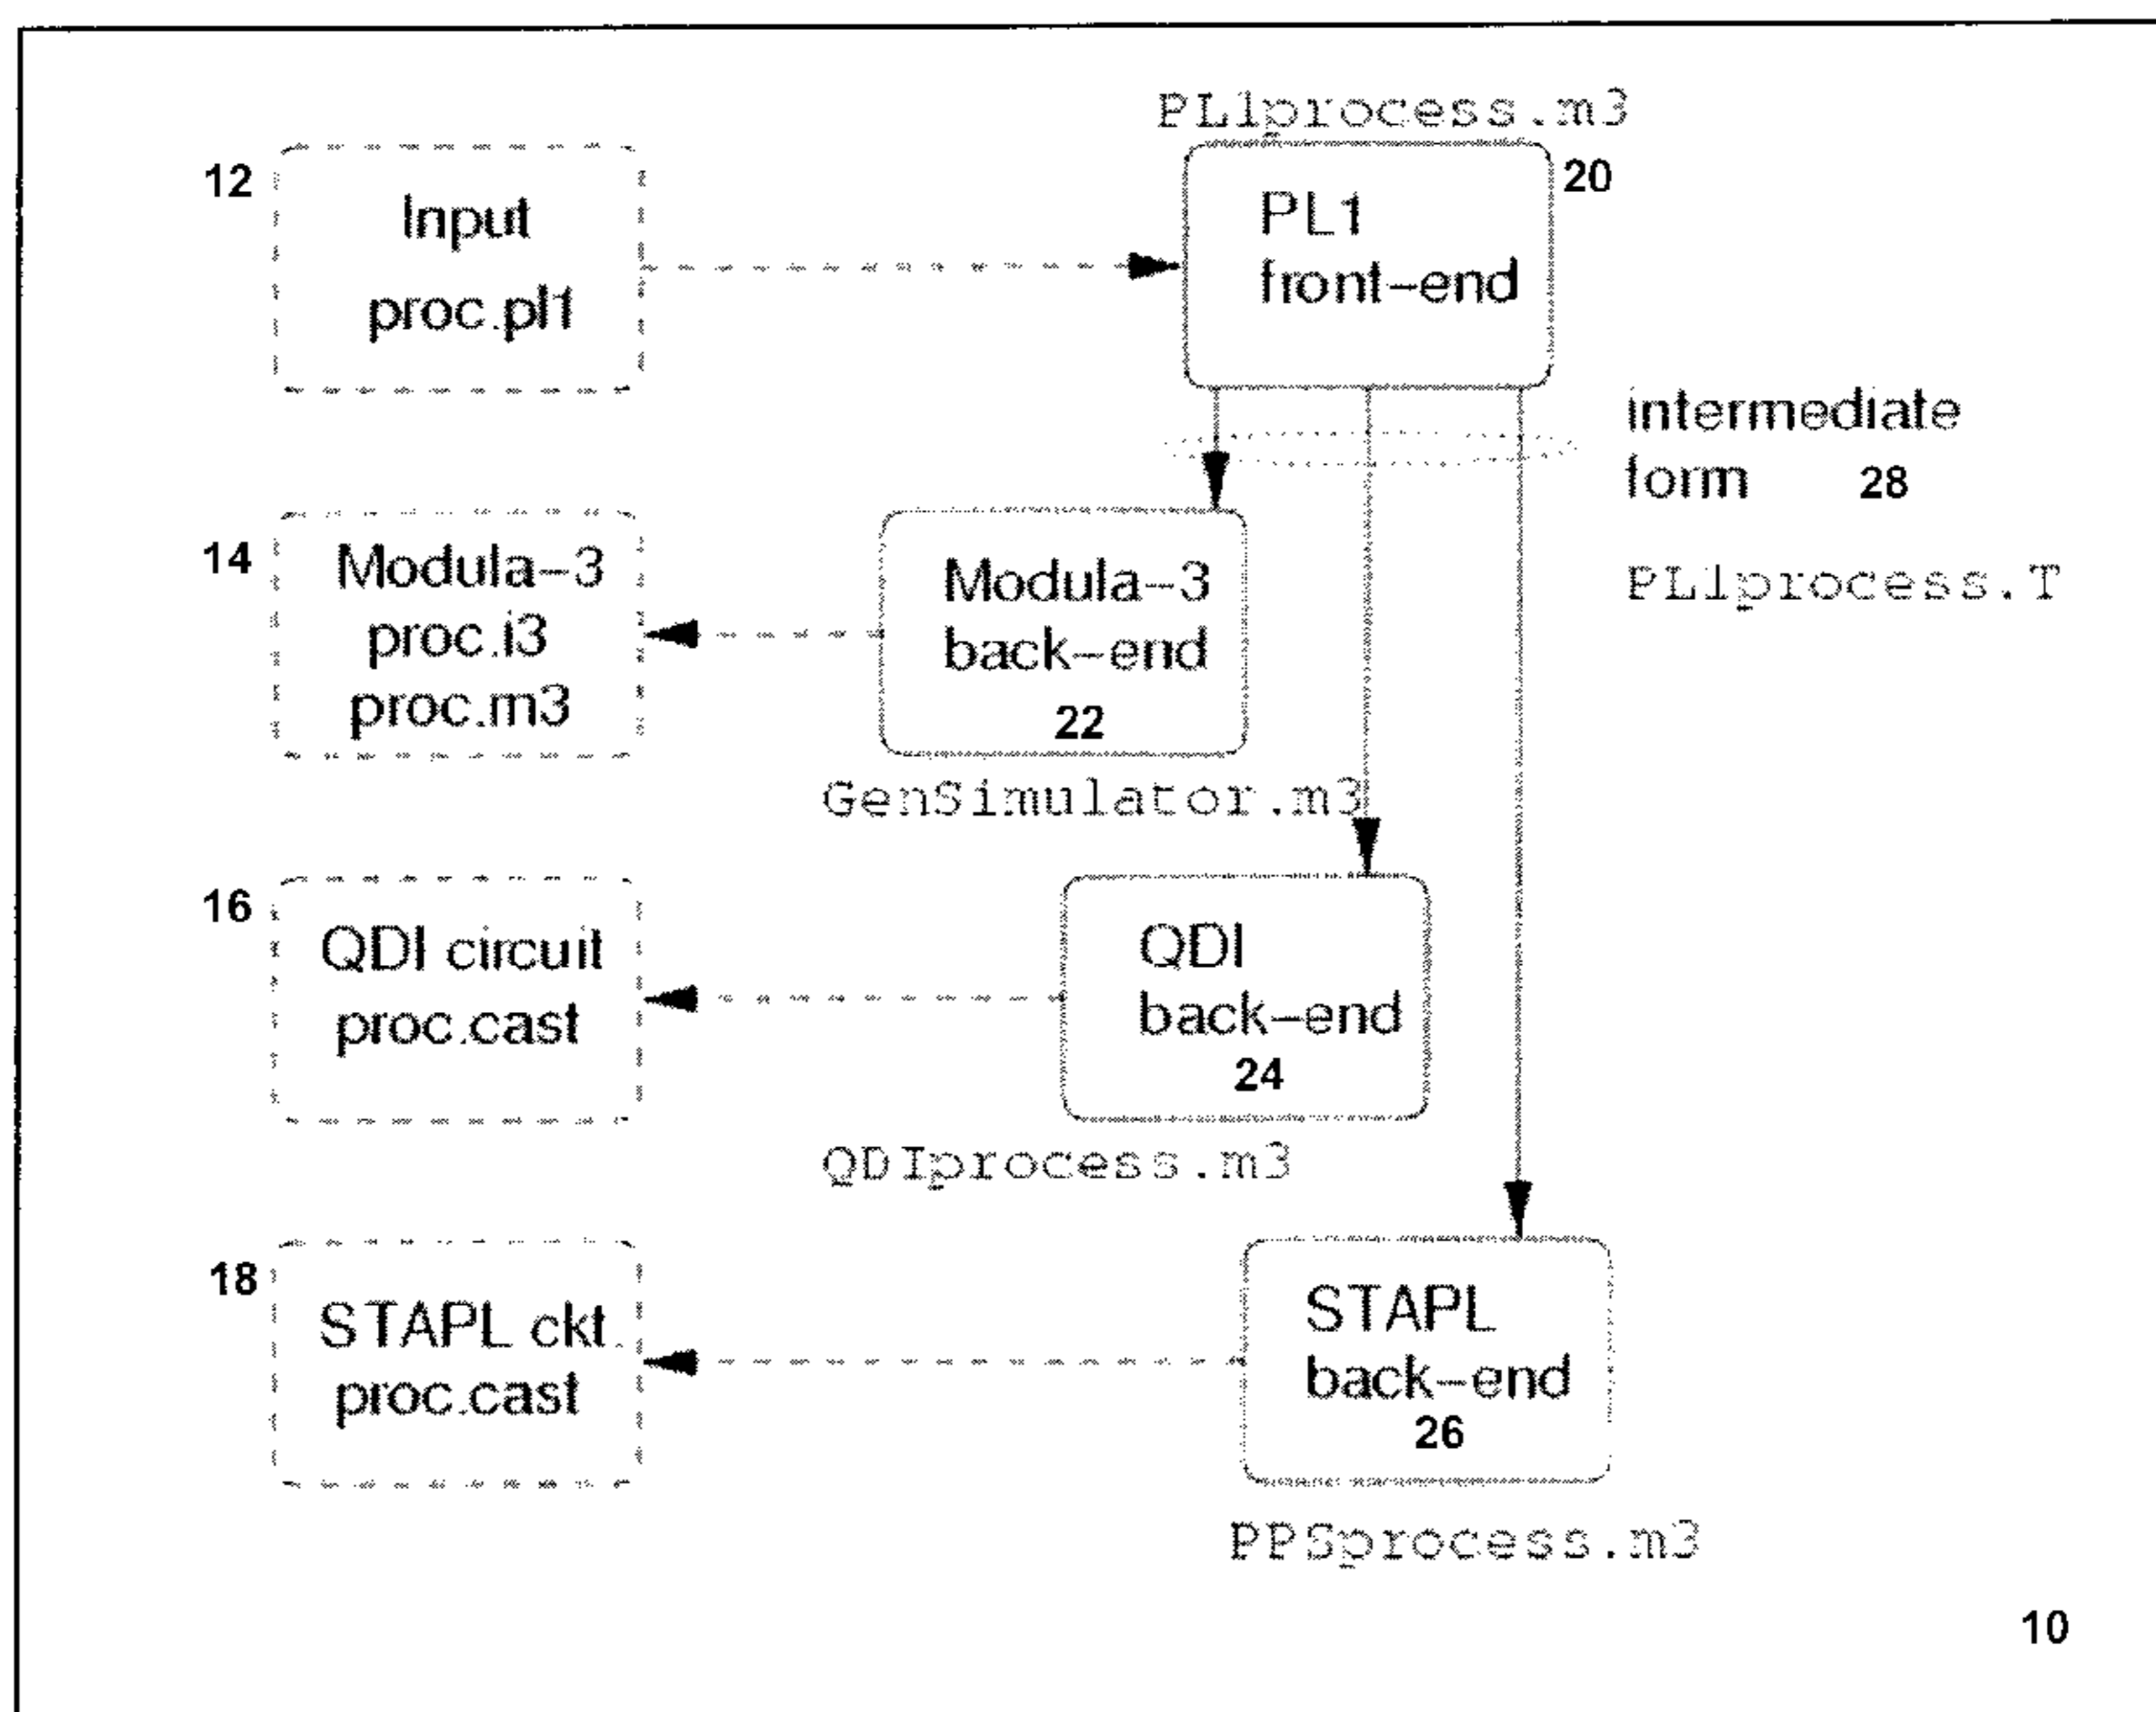 PL1process.m3
12
Input
proc.pl1
20
PL1
front-end
intermediate
form 28
PL1process.T
14
Modula-3
proc.i3
proc.m3
Modula-3
back-end
22
GenSimulator.m3
16
QDI circuit
proc.cast
QDI
back-end
24
QDIprocess.m3
18
STAPL ckt.
proc.cast
STAPL
back-end
26
PPSprocess.m3
10